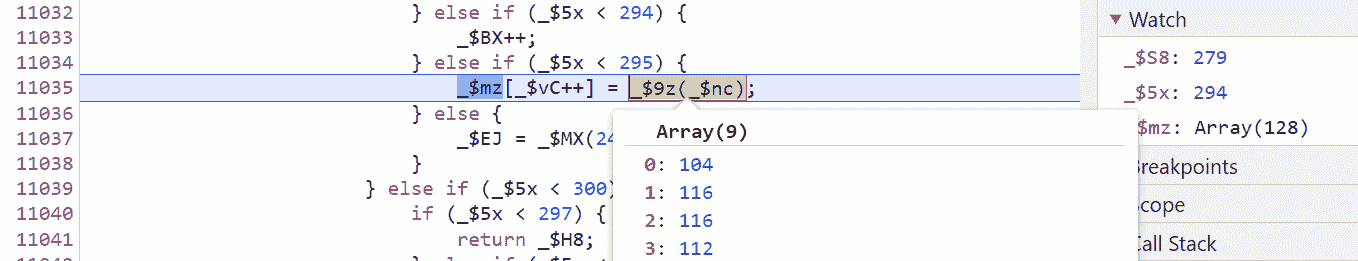 11032 } else if (_$5x < 294) {
11033 _$BX++;
11034 } else if (_$5x < 295) {
11035 _$mz[_$vC++] = _$9z(_$nc);
11036 } else {
11037 _$EJ = _$MX(24
11038 }
11039 } else if (_$5x < 300)
11040 if (_$5x < 297) {
11041 return _$H8;
Array(9)
0: 104
1: 116
2: 116
3: 112
Watch
_$S8: 279
_$5x: 294
$mz: Array(128)
Breakpoints
Scope
Call Stack